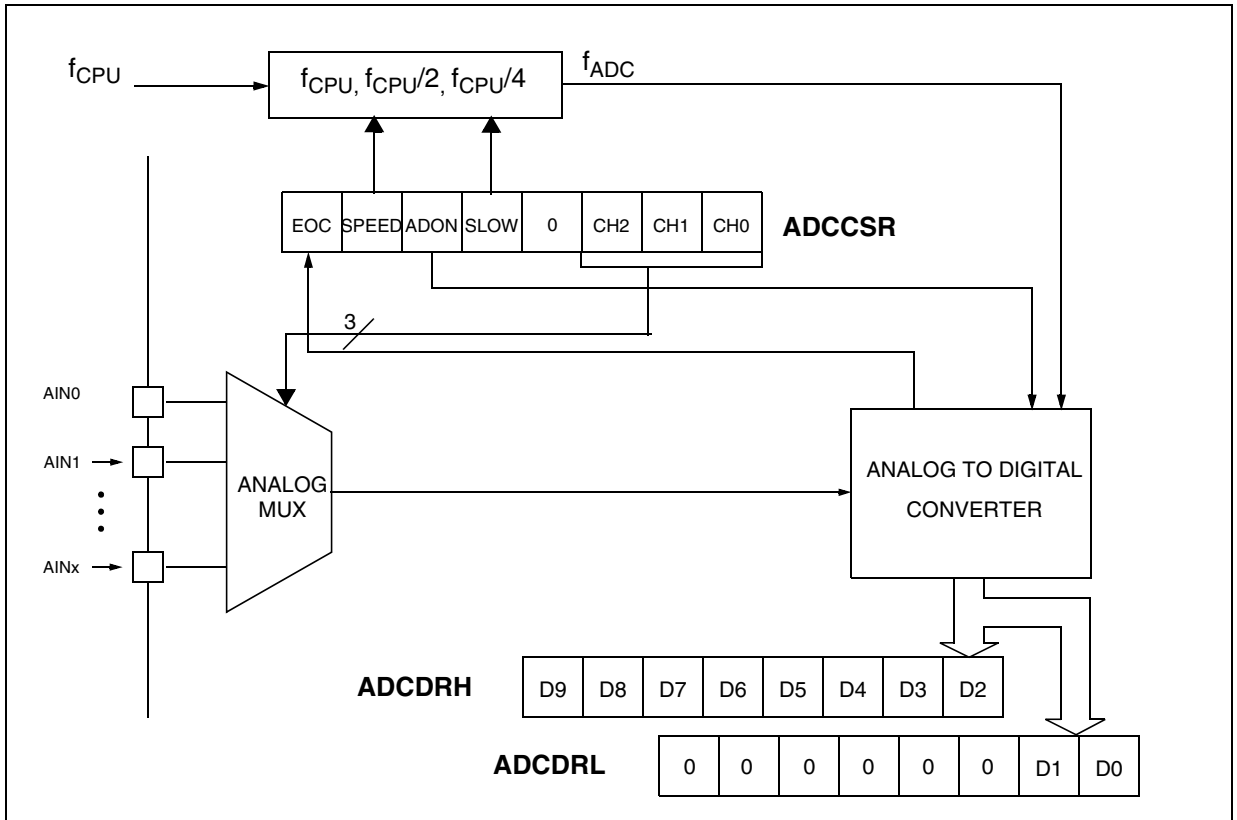 fCPU
fCPU, fCPU/2, fCPU/4
fADC
EOC SPEED ADON SLOW 0 CH2 CH1 CH0 ADCCSR
3
AIN0
AIN1
AINx
ANALOG
MUX
ANALOG TO DIGITAL
CONVERTER
ADCDRH D9 D8 D7 D6 D5 D4 D3 D2
ADCDRL 0 0 0 0 0 0 D1 D0